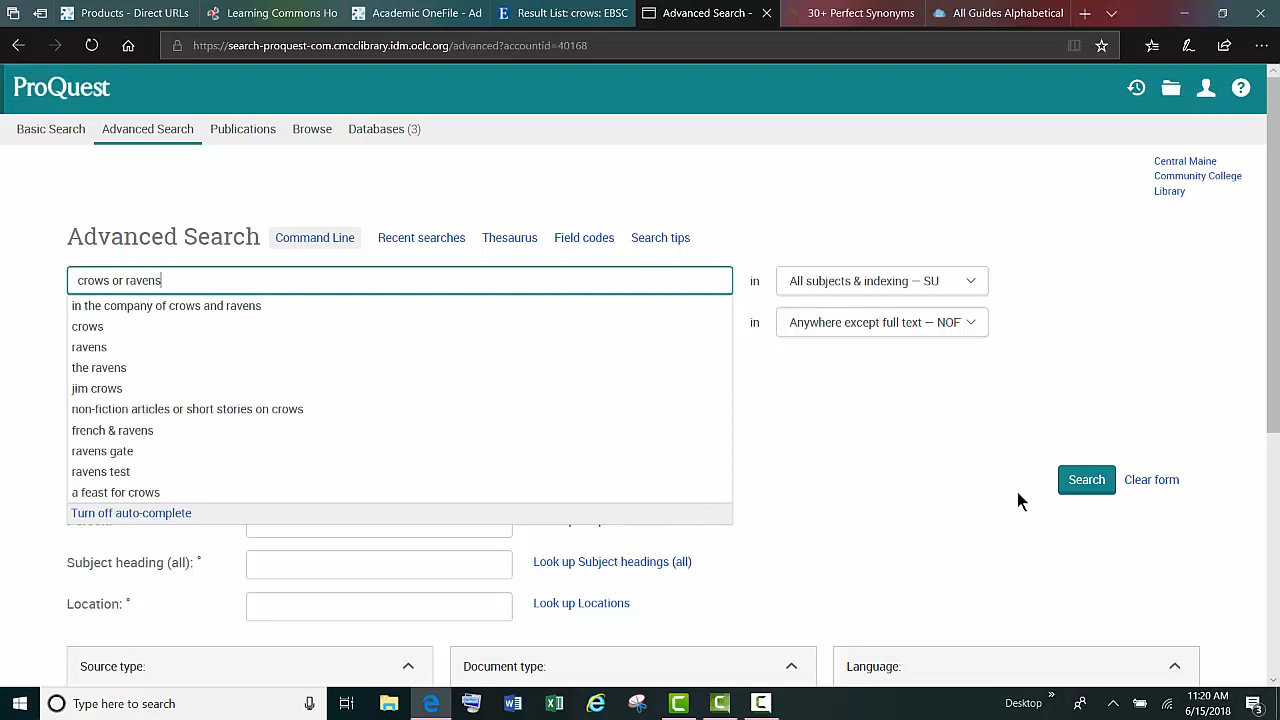 Products - Direct URLs
Learning Commons Ho
Academic OneFile - Ad
Result List: crows: EBSC
Advanced Search -
30+ Perfect Synonyms
All Guides Alphabetical
https://search-proquest-com.cmcclibrary.idm.oclc.org/advanced?accountid=40168
ProQuest
Basic Search
Advanced Search
Publications
Browse
Databases (3)
Central Maine
Community College
Library
Advanced Search
Command Line
Recent searches
Thesaurus
Field codes
Search tips
crows or ravens
in
All subjects & indexing — SU
in the company of crows and ravens
crows
in
Anywhere except full text — NOFT
ravens
the ravens
jim crows
non-fiction articles or short stories on crows
french & ravens
ravens gate
ravens test
a feast for crows
Turn off auto-complete
Search
Clear form
Subject heading (all): °
Look up Subject headings (all)
Location: °
Look up Locations
Source type:
Document type:
Language:
Type here to search
Desktop
11:20 AM
6/15/2018
3